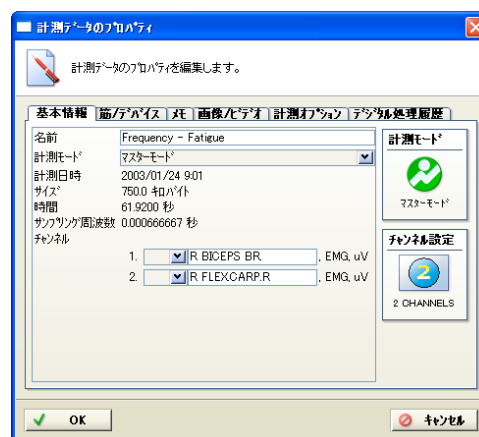 計測ﾃﾞｰﾀのﾌﾟﾛﾊﾟﾃｨ
計測ﾃﾞｰﾀのﾌﾟﾛﾊﾟﾃｨを編集します。
基本情報 筋/ﾃﾞﾊﾞｲｽ ﾒﾓ 画像/ﾋﾞﾃﾞｵ 計測ｵﾌﾟｼｮﾝ ﾃﾞｼﾞﾀﾙ処理履歴
名前 Frequency - Fatigue
計測ﾓｰﾄﾞ ﾏｽﾀｰﾓｰﾄﾞ
計測日時 2003/01/24 9:01
ｻｲｽﾞ 750.0 ｷﾛﾊﾞｲﾄ
時間 61.9200 秒
ｻﾝﾌﾟﾘﾝｸﾞ周波数 0.000666667 秒
ﾁｬﾝﾈﾙ
1. R BICEPS BR. , EMG, uV
2. R FLEXCARP.R , EMG, uV
計測ﾓｰﾄﾞ
ﾏｽﾀｰﾓｰﾄﾞ
ﾁｬﾝﾈﾙ設定
2
2 CHANNELS
OK
ｷｬﾝｾﾙ